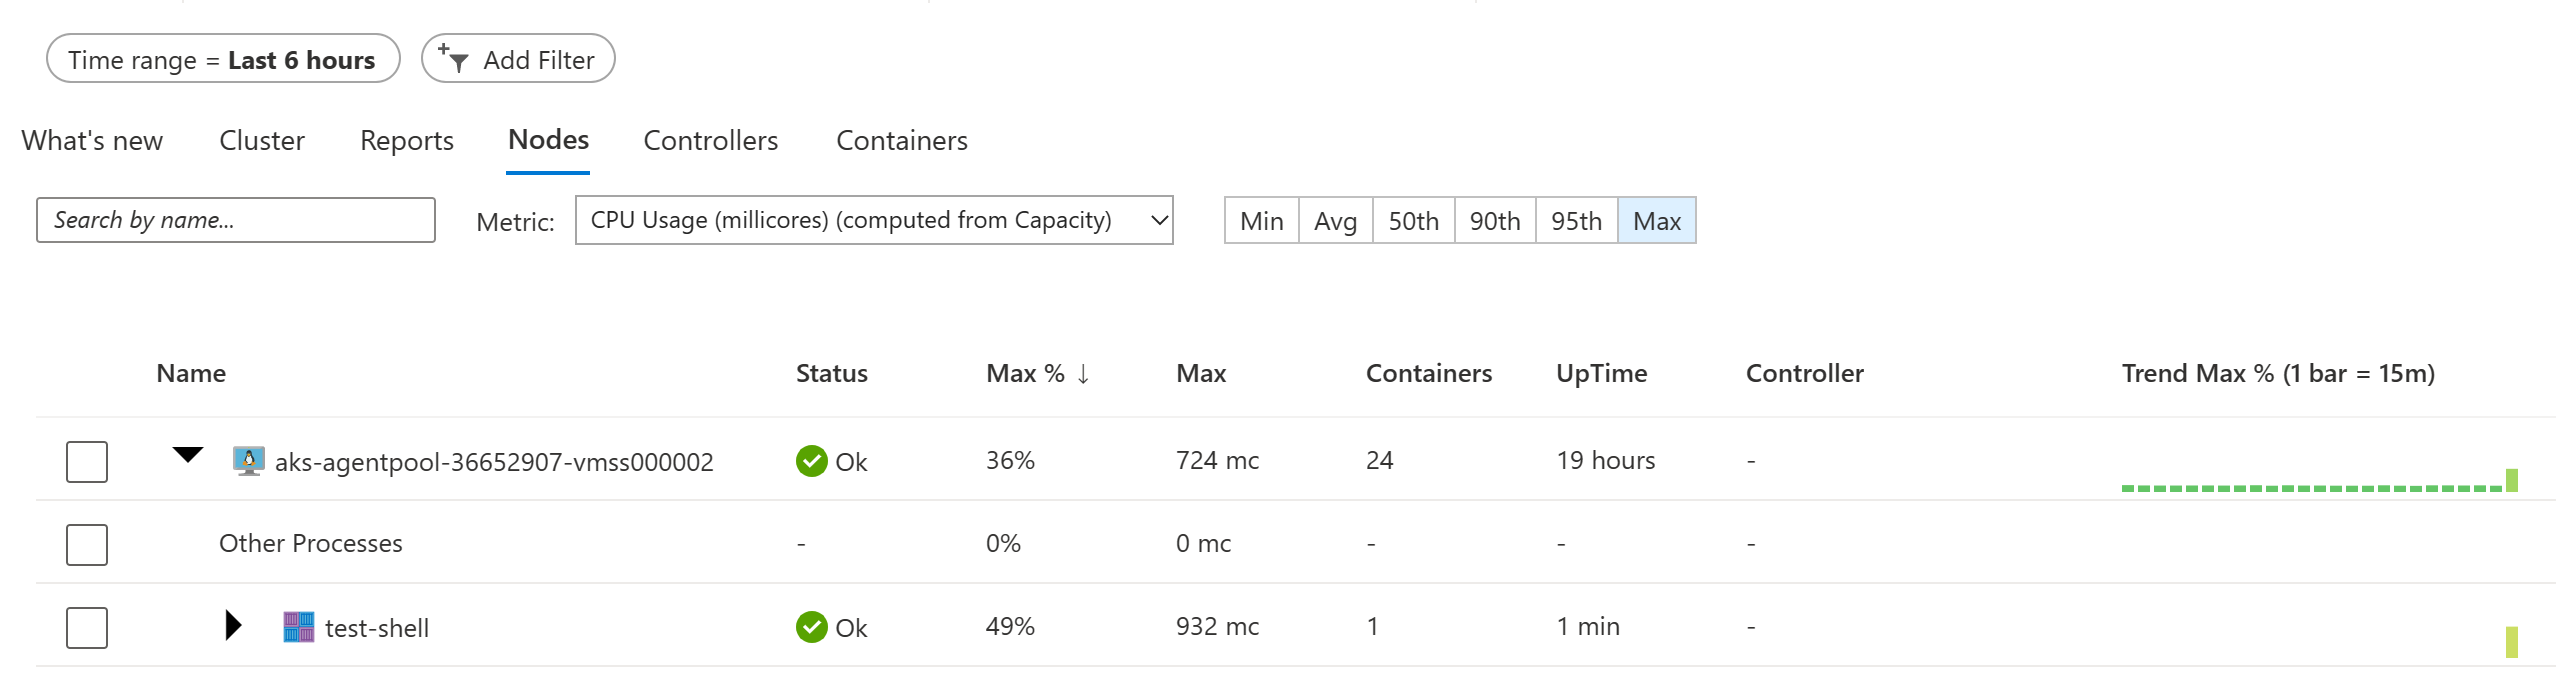 Time range = Last 6 hours Add Filter
What's new Cluster Reports Nodes Controllers Containers
Search by name... Metric: CPU Usage (millicores) (computed from Capacity) Min Avg 50th 90th 95th Max
Name Status Max % ↓ Max Containers UpTime Controller Trend Max % (1 bar = 15m)
aks-agentpool-36652907-vmss000002 Ok 36% 724 mc 24 19 hours -
Other Processes - 0% 0 mc - - -
test-shell Ok 49% 932 mc 1 1 min -